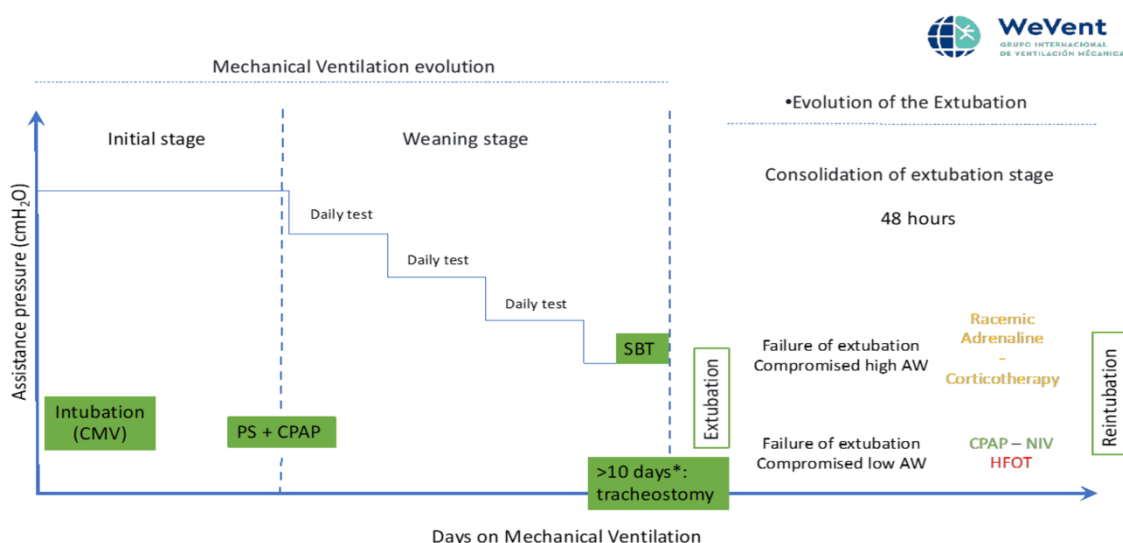 WeVent
GRUPO INTERNACIONAL
DE VENTILACIÓN MÉCANICA
Mechanical Ventilation evolution
•Evolution of the Extubation
Initial stage
Weaning stage
Consolidation of extubation stage
48 hours
Assistance pressure (cmH₂O)
Daily test
Daily test
Daily test
SBT
Intubation
(CMV)
PS + CPAP
>10 days*:
tracheostomy
Extubation
Failure of extubation
Compromised high AW
Racemic
Adrenaline
-
Corticotherapy
Failure of extubation
Compromised low AW
CPAP – NIV
HFOT
Reintubation
Days on Mechanical Ventilation